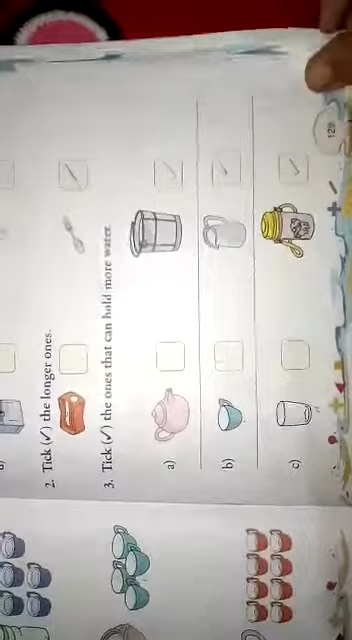 2. Tick (✓) the longer ones.
3. Tick (✓) the ones that can hold more water.
a)
b)
c)
129